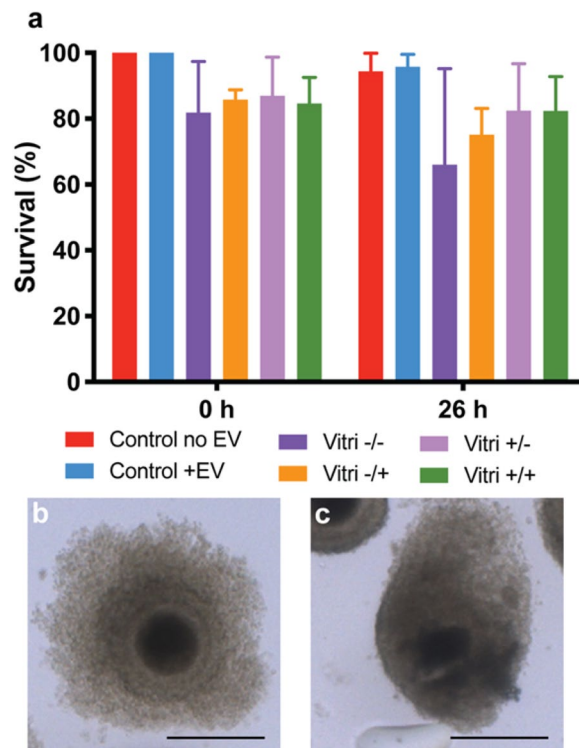 a
100
80
60
40
20
0
Survival (%)
0 h 26 h
Control no EV Vitri -/- Vitri +/-
Control +EV Vitri -/+ Vitri +/+
b c